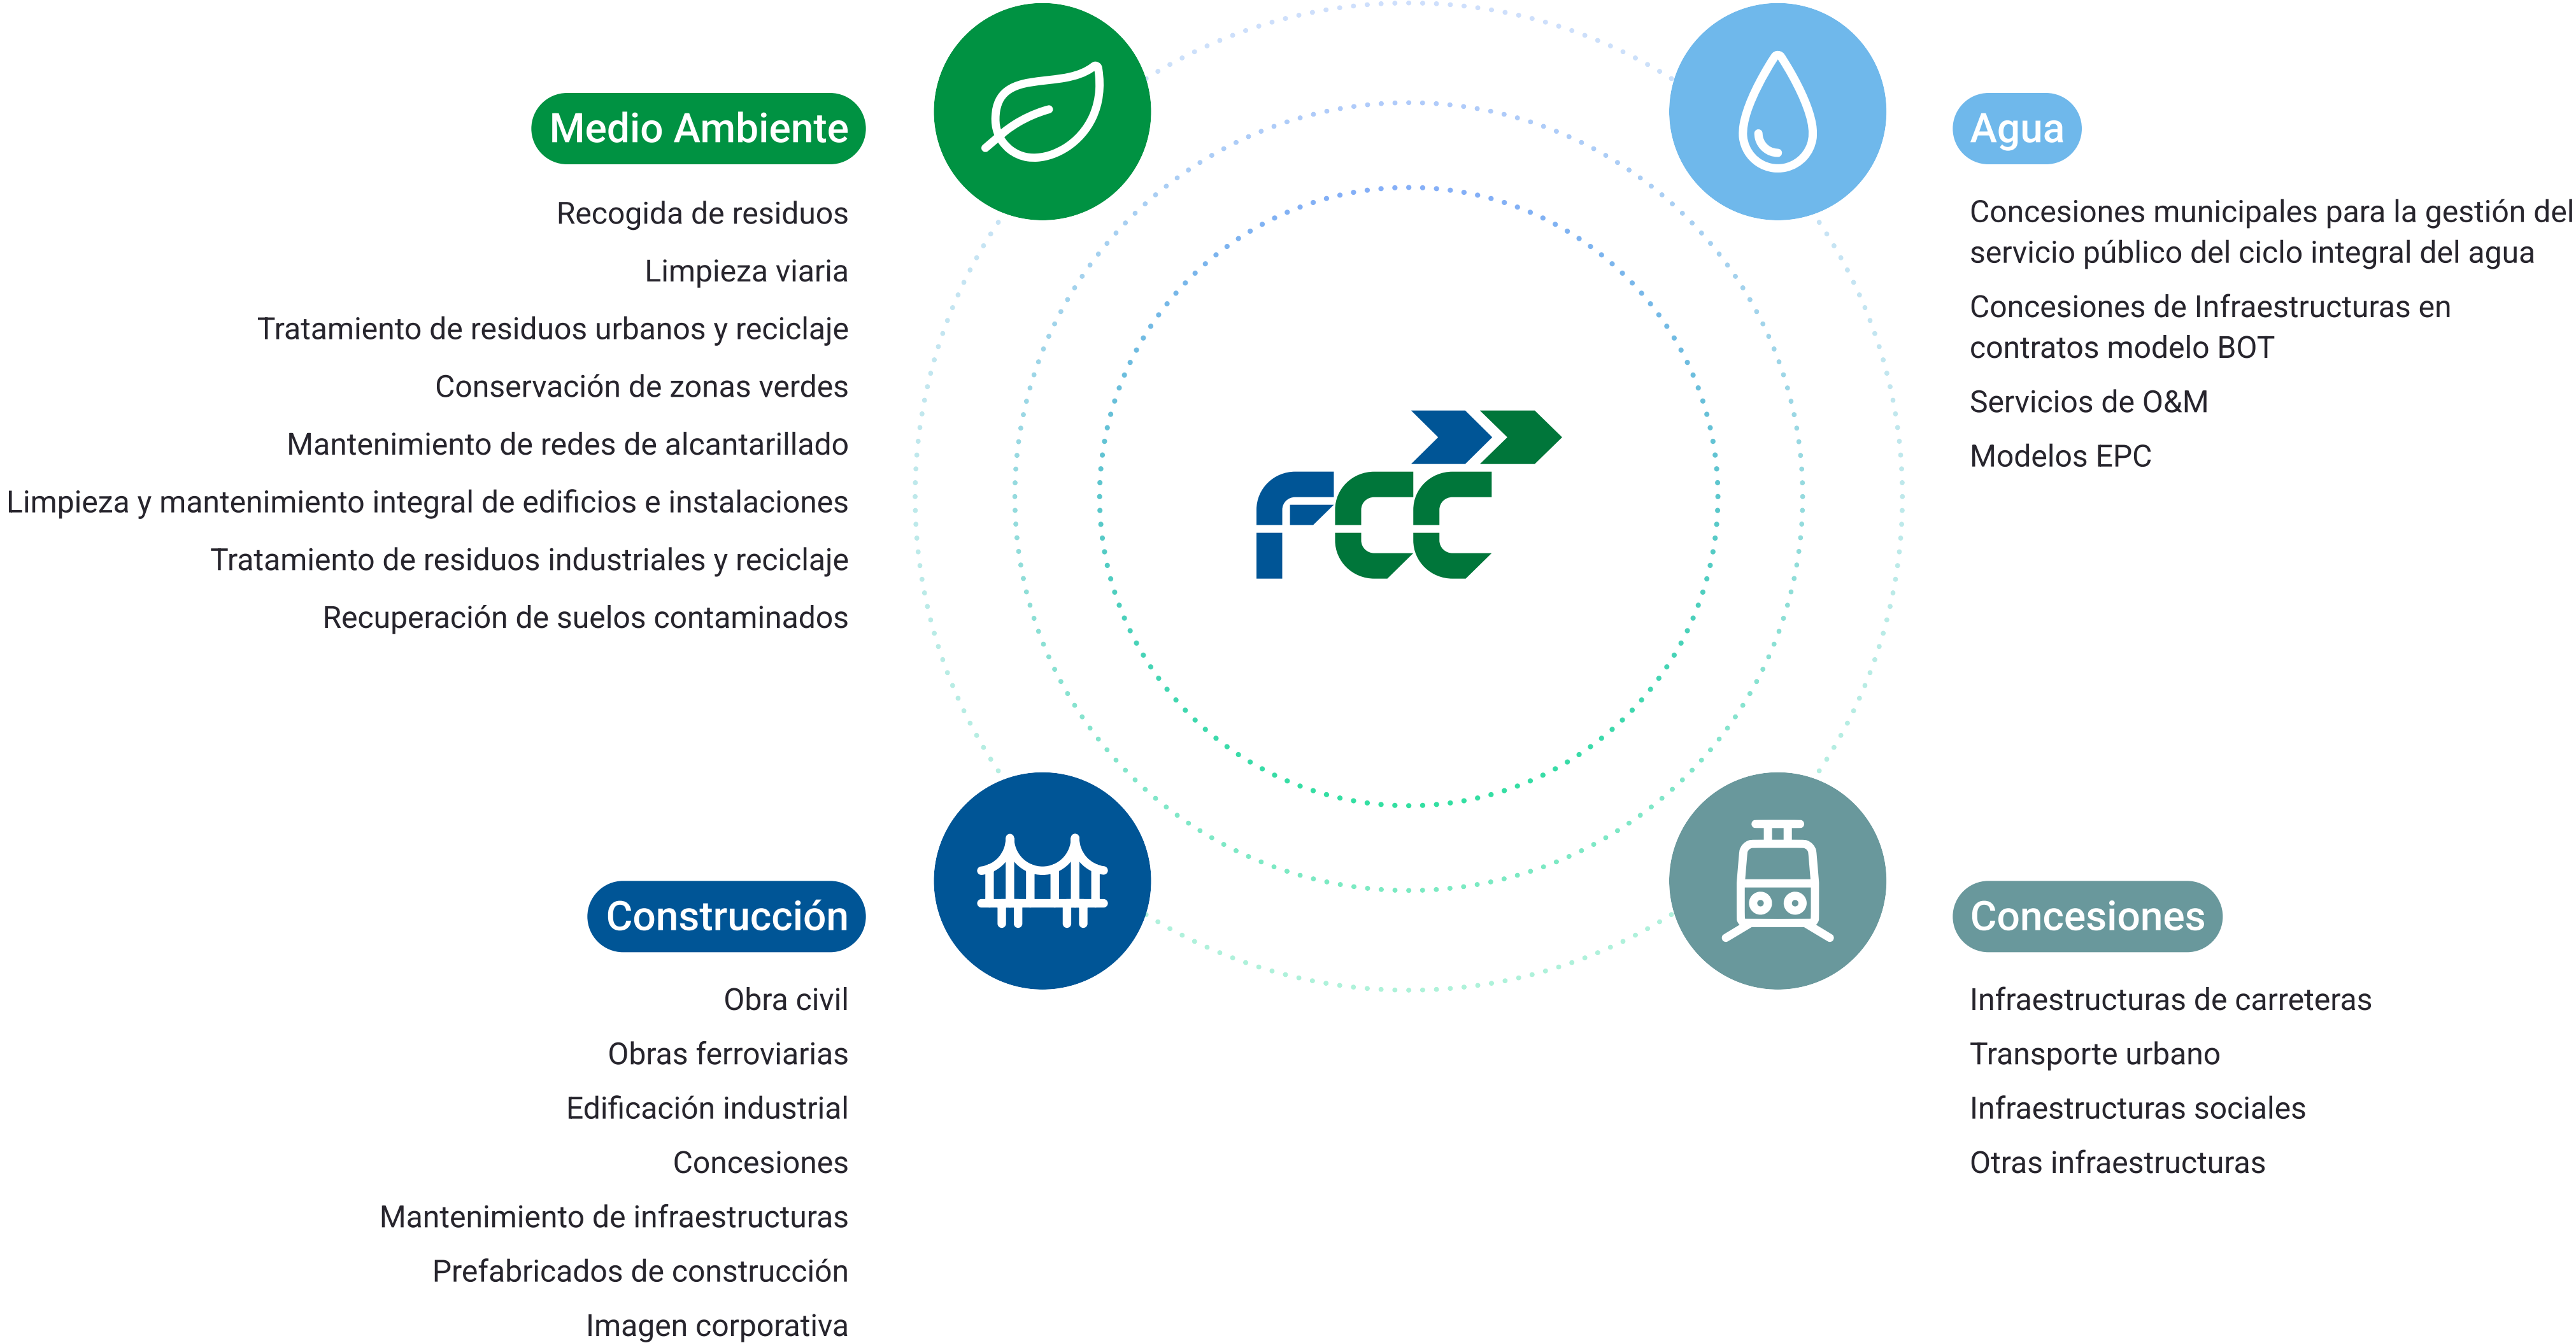 Medio Ambiente
Recogida de residuos
Limpieza viaria
Tratamiento de residuos urbanos y reciclaje
Conservación de zonas verdes
Mantenimiento de redes de alcantarillado
Limpieza y mantenimiento integral de edificios e instalaciones
Tratamiento de residuos industriales y reciclaje
Recuperación de suelos contaminados
Agua
Concesiones municipales para la gestión del
servicio público del ciclo integral del agua
Concesiones de Infraestructuras en
contratos modelo BOT
Servicios de O&M
Modelos EPC
FCC
Construcción
Obra civil
Obras ferroviarias
Edificación industrial
Concesiones
Mantenimiento de infraestructuras
Prefabricados de construcción
Imagen corporativa
Concesiones
Infraestructuras de carreteras
Transporte urbano
Infraestructuras sociales
Otras infraestructuras